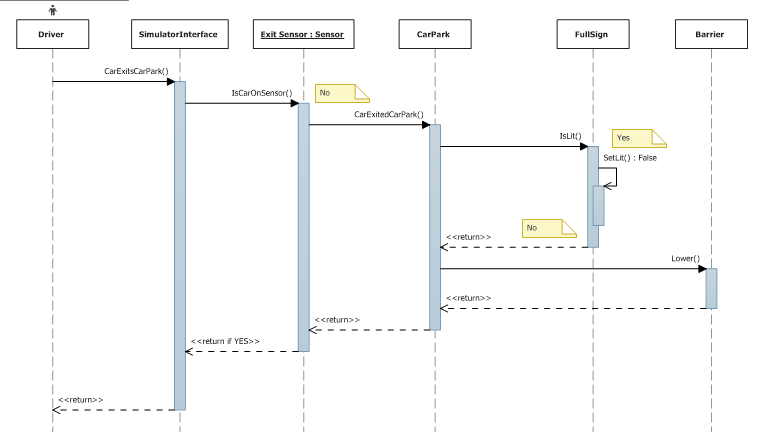 Driver
SimulatorInterface
Exit Sensor : Sensor
CarPark
FullSign
Barrier
CarExitsCarPark()
IsCarOnSensor()
No
CarExitedCarPark()
IsLit()
Yes
SetLit() : False
No
<<return>>
Lower()
<<return>>
<<return>>
<<return if YES>>
<<return>>